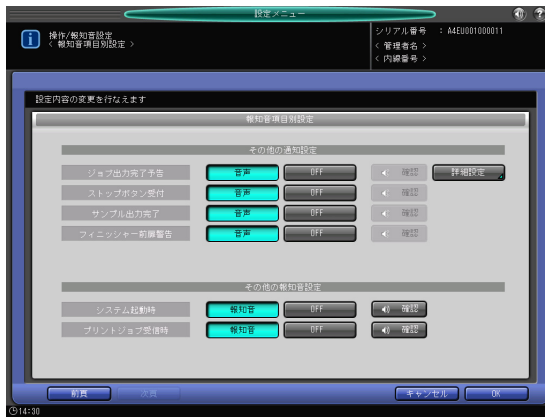 設定メニュー
操作/報知音設定
< 報知音項目別設定 >
シリアル番号 : A4EU001000011
< 管理者名 >
< 内線番号 >
設定内容の変更を行なえます
報知音項目別設定
その他の通知設定
ジョブ出力完了予告 音声 OFF 確認 詳細設定
ストップボタン受付 音声 OFF 確認
サンプル出力完了 音声 OFF 確認
フィニッシャー前扉警告 音声 OFF 確認
その他の報知音設定
システム起動時 報知音 OFF 確認
プリントジョブ受信時 報知音 OFF 確認
前頁 次頁 キャンセル OK
14:30